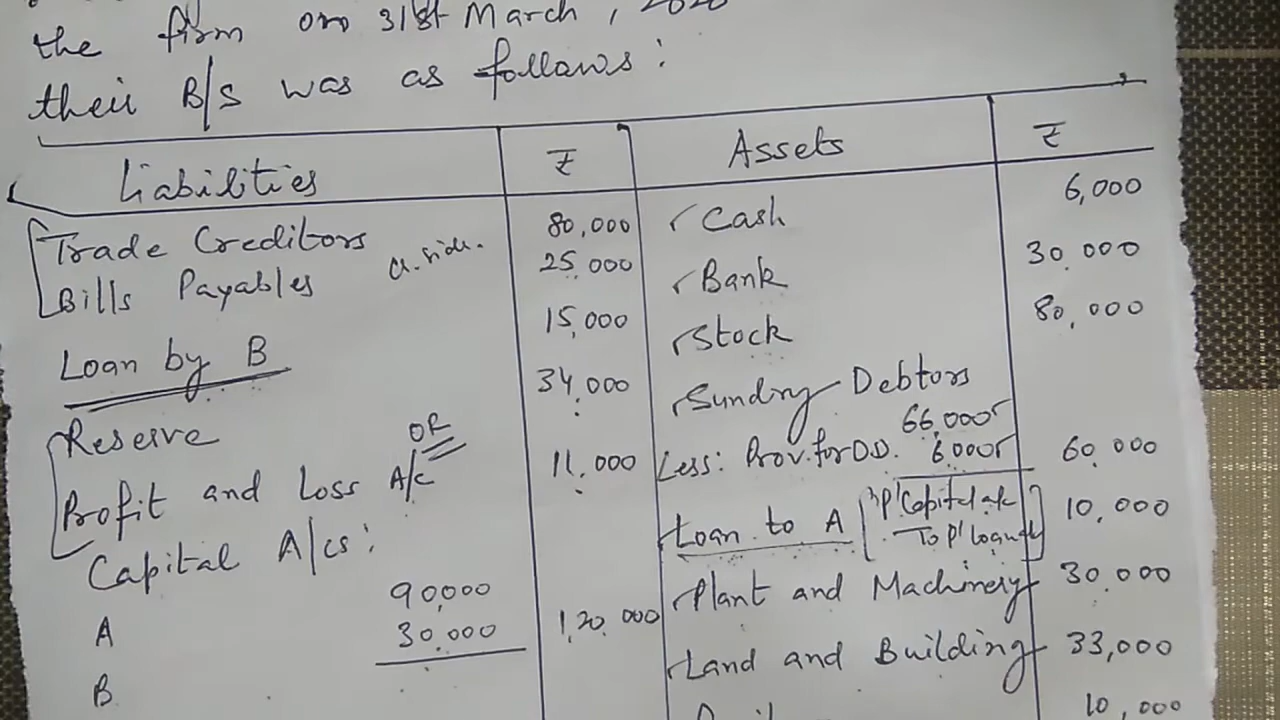 the firm on 31st March, 2020
their B/S was as follows:
Liabilities ₹ Assets ₹
Trade Creditors 80,000 Cash 6,000
Bills Payables 25,000 Bank 30,000
Loan by B 15,000 Stock 80,000
Reserve 34,000 Sundry Debtors 66,000
Profit and Loss A/c OR 11,000 Less: Prov. for D.D. 6000 60,000
Capital A/cs: Loan to A 'P' Capital a/c 10,000
To P' Loan
A 90,000 Plant and Machinery 30,000
B 30,000 1,20,000 Land and Building 33,000
10,000